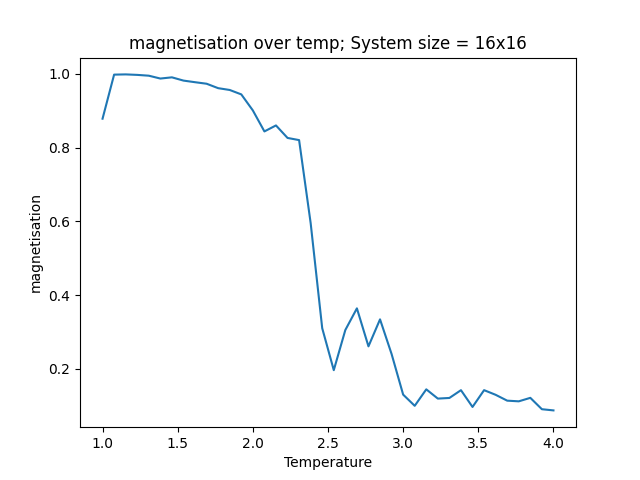 magnetisation over temp; System size = 16x16
1.0
0.8
0.6
0.4
0.2
magnetisation
1.0 1.5 2.0 2.5 3.0 3.5 4.0
Temperature